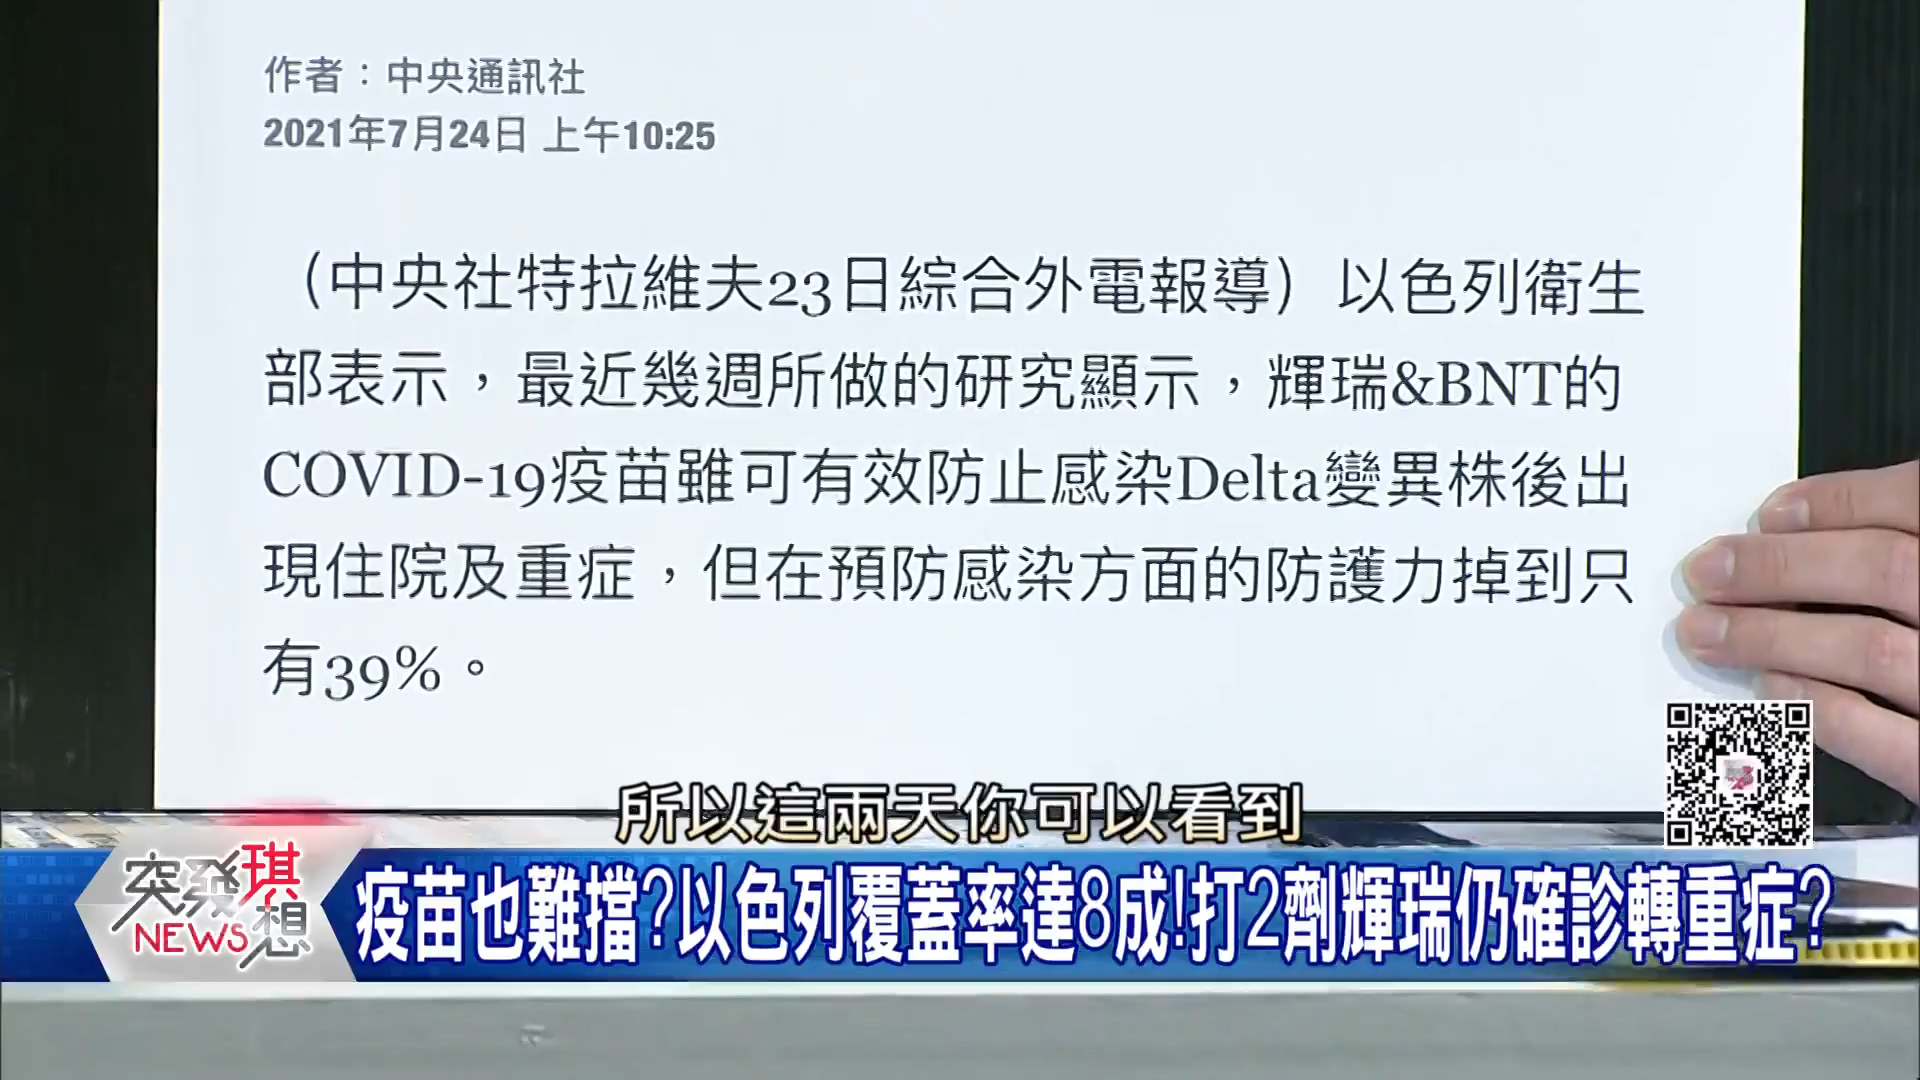 作者：中央通訊社
2021年7月24日 上午10:25
（中央社特拉維夫23日綜合外電報導）以色列衛生
部表示，最近幾週所做的研究顯示，輝瑞&BNT的
COVID-19疫苗雖可有效防止感染Delta變異株後出
現住院及重症，但在預防感染方面的防護力掉到只
有39%。
所以這兩天你可以看到
突發琪想
NEWS
疫苗也難擋?以色列覆蓋率達8成!打2劑輝瑞仍確診轉重症?